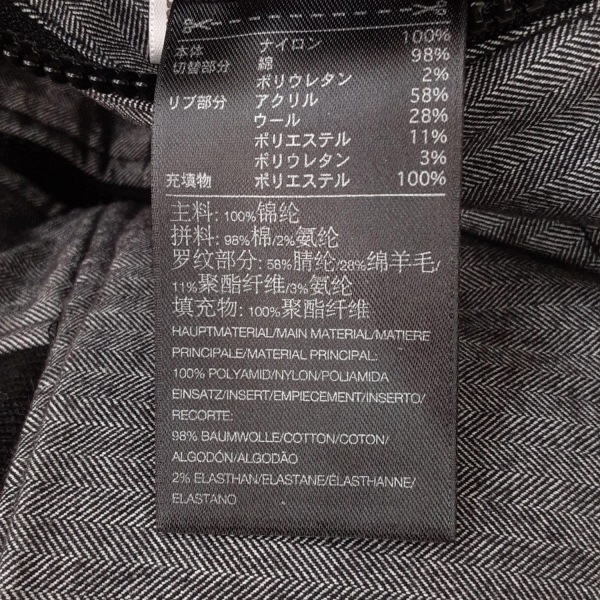 本体 ナイロン 100%
切替部分 綿 98%
ポリウレタン 2%
リブ部分 アクリル 58%
ウール 28%
ポリエステル 11%
ポリウレタン 3%
充填物 ポリエステル 100%
主料: 100%锦纶
拼料: 98%棉/2%氨纶
罗纹部分: 58%腈纶/28%绵羊毛/
11%聚酯纤维/3%氨纶
填充物: 100%聚酯纤维
HAUPTMATERIAL/MAIN MATERIAL/MATIERE
PRINCIPALE/MATERIAL PRINCIPAL:
100% POLYAMID/NYLON/POLIAMIDA
EINSATZ/INSERT/EMPIECEMENT/INSERTO/
RECORTE:
98% BAUMWOLLE/COTTON/COTON/
ALGODÓN/ALGODÃO
2% ELASTHAN/ELASTANE/ÉLASTHANNE/
ELASTANO